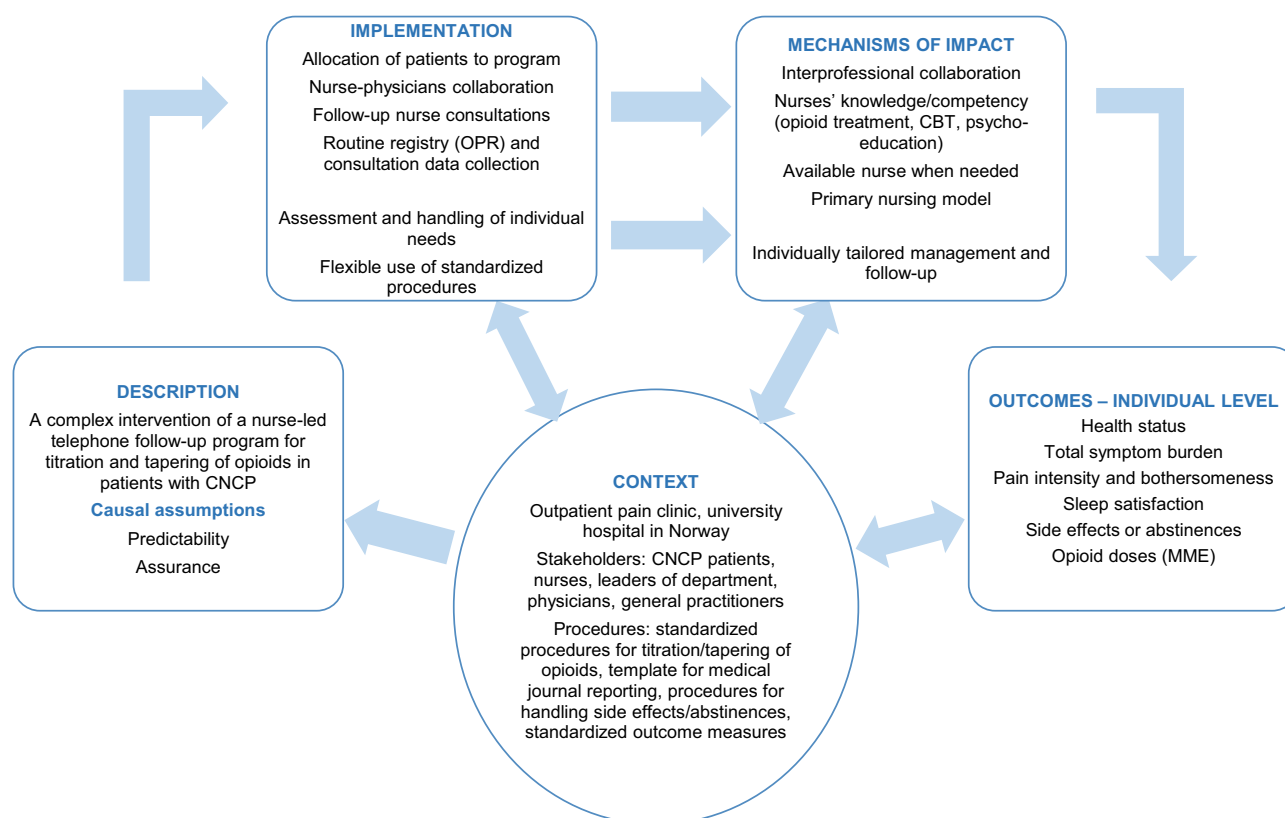 IMPLEMENTATION
Allocation of patients to program
Nurse-physicians collaboration
Follow-up nurse consultations
Routine registry (OPR) and
consultation data collection
Assessment and handling of individual
needs
Flexible use of standardized
procedures
MECHANISMS OF IMPACT
Interprofessional collaboration
Nurses’ knowledge/competency
(opioid treatment, CBT, psycho-
education)
Available nurse when needed
Primary nursing model
Individually tailored management and
follow-up
DESCRIPTION
A complex intervention of a nurse-led
telephone follow-up program for
titration and tapering of opioids in
patients with CNCP
Causal assumptions
Predictability
Assurance
CONTEXT
Outpatient pain clinic, university
hospital in Norway
Stakeholders: CNCP patients,
nurses, leaders of department,
physicians, general practitioners
Procedures: standardized
procedures for titration/tapering of
opioids, template for medical
journal reporting, procedures for
handling side effects/abstinences,
standardized outcome measures
OUTCOMES – INDIVIDUAL LEVEL
Health status
Total symptom burden
Pain intensity and bothersomeness
Sleep satisfaction
Side effects or abstinences
Opioid doses (MME)